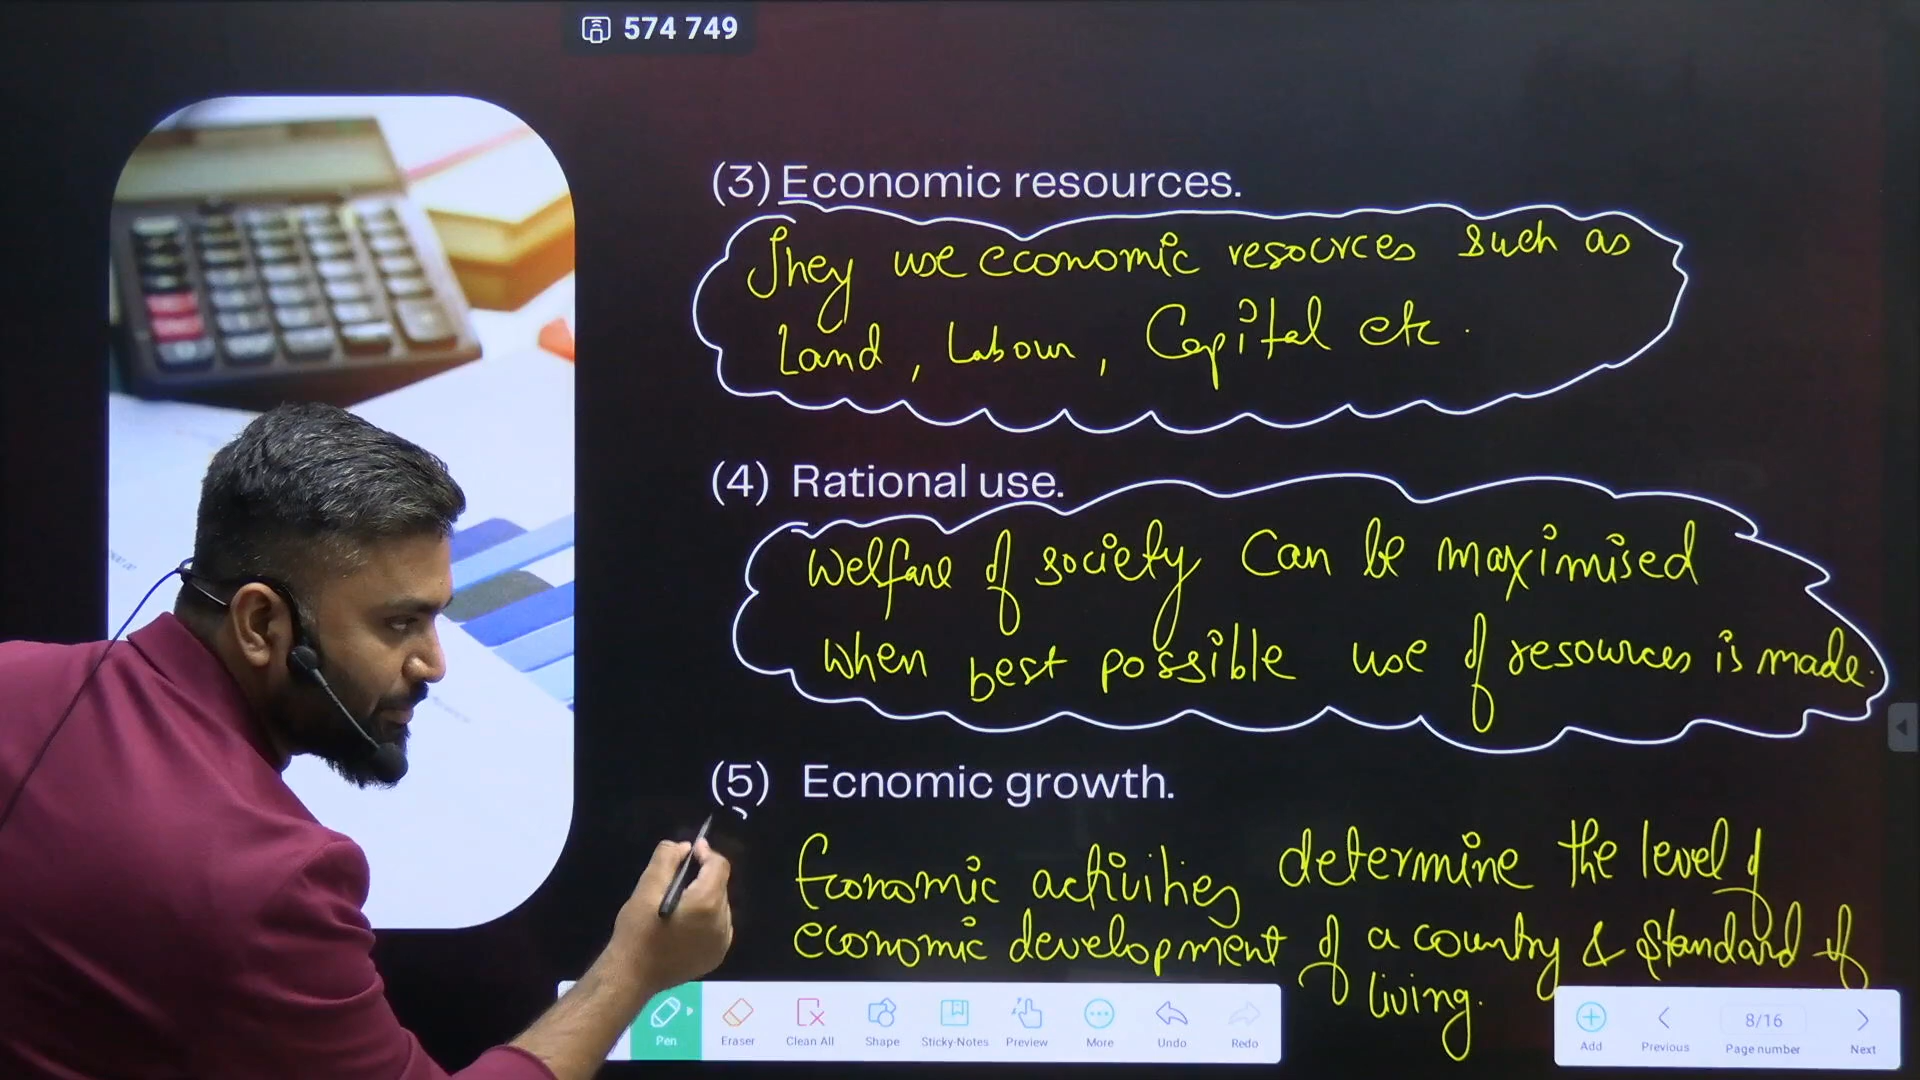 574 749
(3) Economic resources.
They use economic resources such as
Land, Labour, Capital etc.
(4) Rational use.
Welfare of society can be maximised
when best possible use of resources is made.
(5) Ecnomic growth.
Economic activities determine the level of
economic development of a country & standard of
living.
Pen
Eraser
Clean All
Shape
Sticky-Notes
Preview
More
Undo
Redo
Add
Previous
8/16
Page number
Next